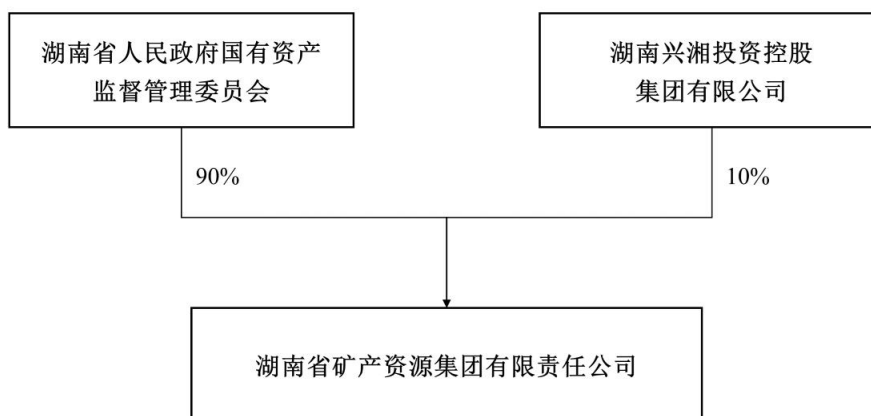 湖南省人民政府国有资产
监督管理委员会
湖南兴湘投资控股
集团有限公司
90%
10%
湖南省矿产资源集团有限责任公司